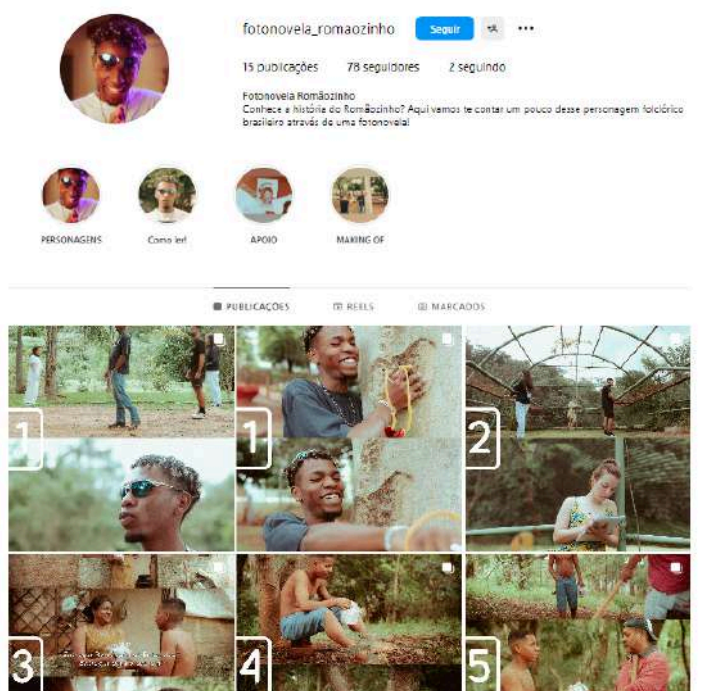 fotonovela_romaozinho Seguir
15 publicações 78 seguidores 2 seguindo
Fotonovela Romãozinho
Conhece a história do Romãozinho? Aqui vamos te contar um pouco desse personagem folclórico
brasileiro através de uma fotonovela!
PERSONAGENS Como ler! APOIO MAKING OF
PUBLICAÇÕES REELS MARCADOS
1 1 2
3 4 5